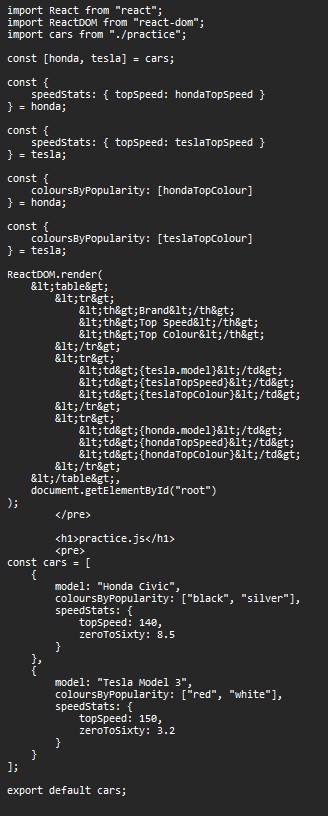 import React from "react";
import ReactDOM from "react-dom";
import cars from "./practice";

const [honda, tesla] = cars;

const {
    speedStats: { topSpeed: hondaTopSpeed }
} = honda;

const {
    speedStats: { topSpeed: teslaTopSpeed }
} = tesla;

const {
    coloursByPopularity: [hondaTopColour]
} = honda;

const {
    coloursByPopularity: [teslaTopColour]
} = tesla;

ReactDOM.render(
    &lt;table&gt;
        &lt;tr&gt;
            &lt;th&gt;Brand&lt;/th&gt;
            &lt;th&gt;Top Speed&lt;/th&gt;
            &lt;th&gt;Top Colour&lt;/th&gt;
        &lt;/tr&gt;
        &lt;tr&gt;
            &lt;td&gt;{tesla.model}&lt;/td&gt;
            &lt;td&gt;{teslaTopSpeed}&lt;/td&gt;
            &lt;td&gt;{teslaTopColour}&lt;/td&gt;
        &lt;/tr&gt;
        &lt;tr&gt;
            &lt;td&gt;{honda.model}&lt;/td&gt;
            &lt;td&gt;{hondaTopSpeed}&lt;/td&gt;
            &lt;td&gt;{hondaTopColour}&lt;/td&gt;
        &lt;/tr&gt;
    &lt;/table&gt;,
    document.getElementById("root")
);
        </pre>

        <h1>practice.js</h1>
        <pre>
const cars = [
    {
        model: "Honda Civic",
        coloursByPopularity: ["black", "silver"],
        speedStats: {
            topSpeed: 140,
            zeroToSixty: 8.5
        }
    },
    {
        model: "Tesla Model 3",
        coloursByPopularity: ["red", "white"],
        speedStats: {
            topSpeed: 150,
            zeroToSixty: 3.2
        }
    }
];

export default cars;